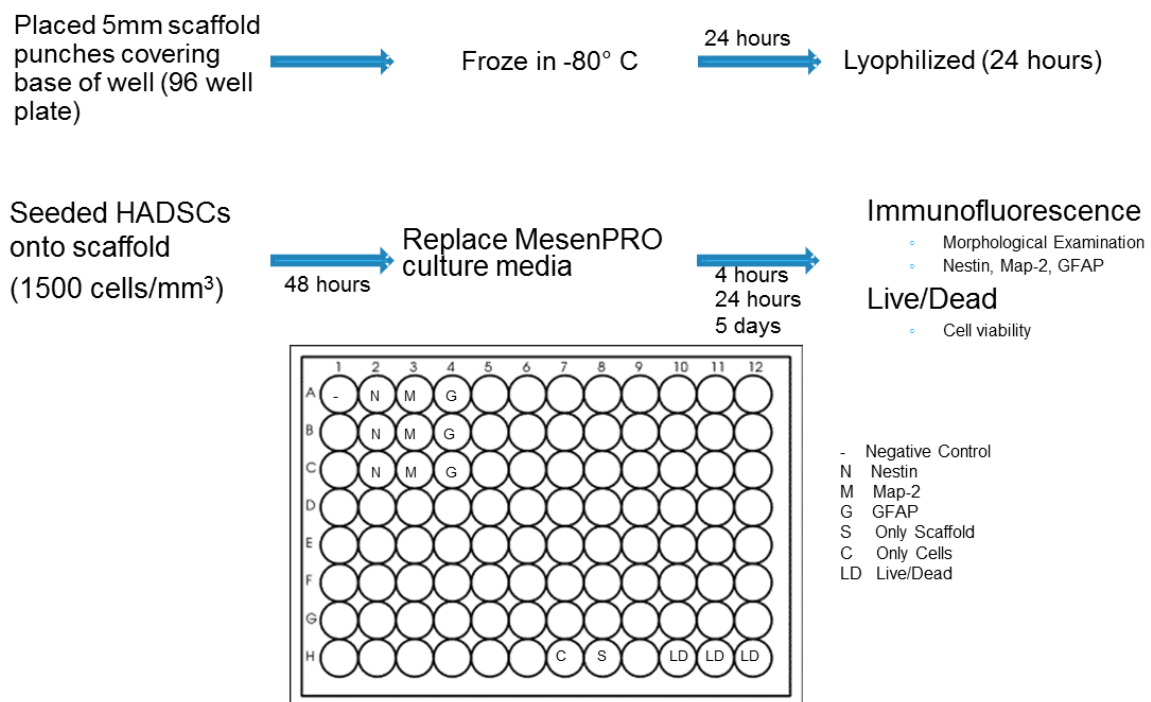 Placed 5mm scaffold
punches covering
base of well (96 well
plate)
Froze in -80° C
24 hours
Lyophilized (24 hours)
Seeded HADSCs
onto scaffold
(1500 cells/mm³)
48 hours
Replace MesenPRO
culture media
4 hours
24 hours
5 days
Immunofluorescence
◦ Morphological Examination
◦ Nestin, Map-2, GFAP
Live/Dead
◦ Cell viability
1 2 3 4 5 6 7 8 9 10 11 12
A - N M G
B N M G
C N M G
D
E
F
G
H C S LD LD LD
- Negative Control
N Nestin
M Map-2
G GFAP
S Only Scaffold
C Only Cells
LD Live/Dead